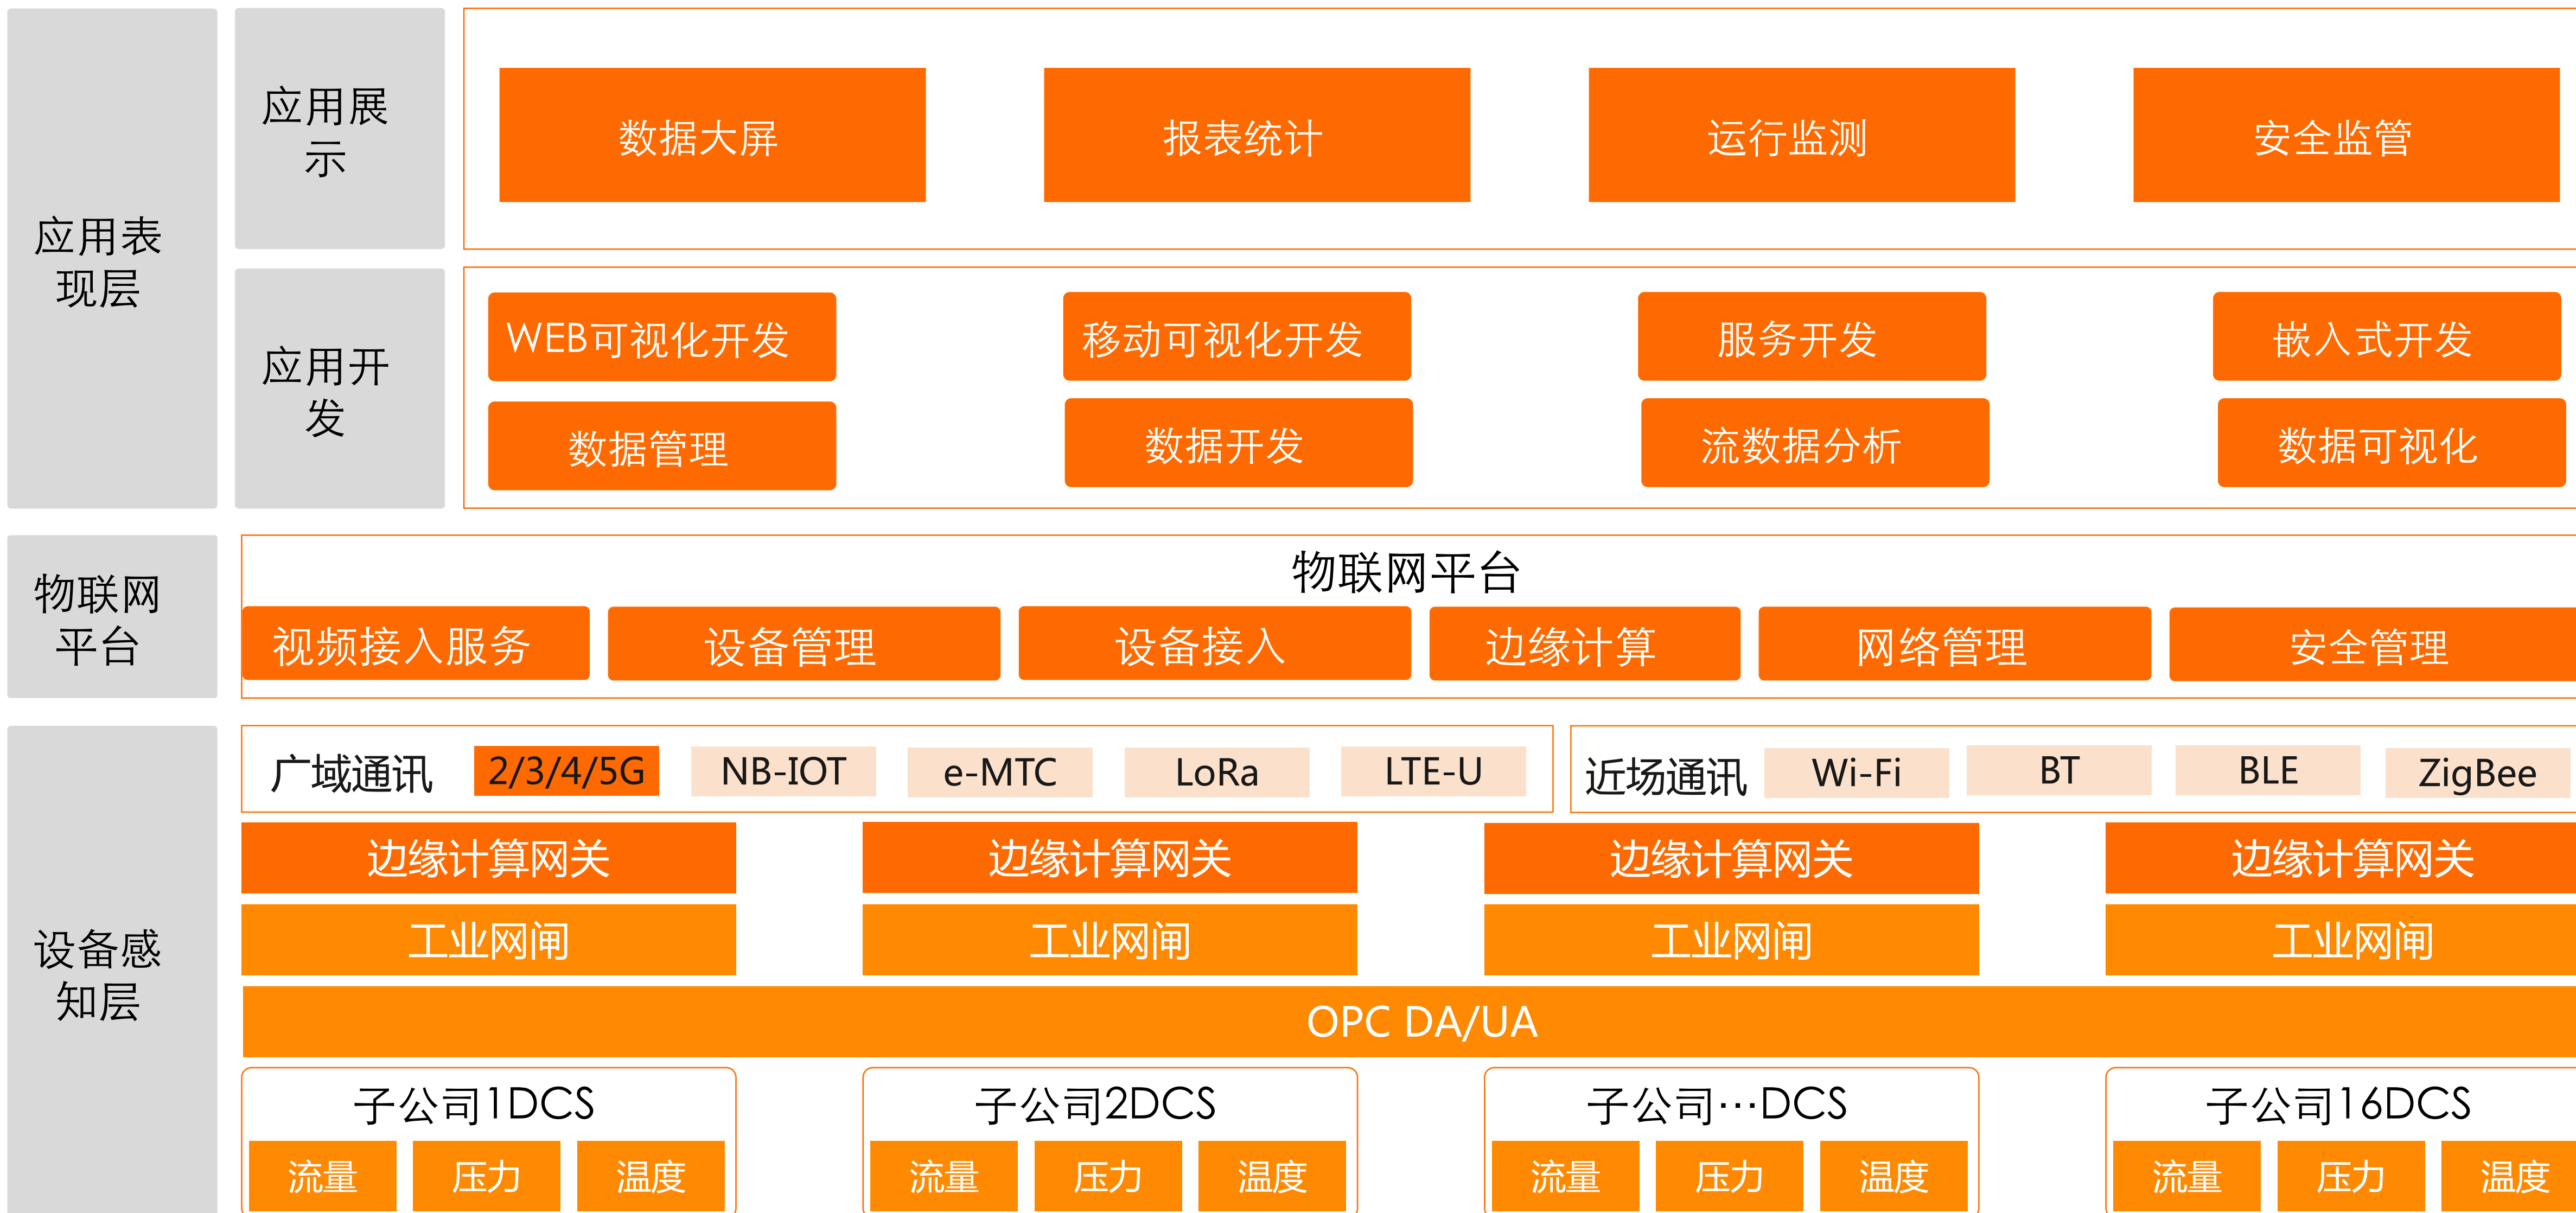 应用表
现层
应用展
示
数据大屏
报表统计
运行监测
安全监管
应用开
发
WEB可视化开发
移动可视化开发
服务开发
嵌入式开发
数据管理
数据开发
流数据分析
数据可视化
物联网
平台
物联网平台
视频接入服务
设备管理
设备接入
边缘计算
网络管理
安全管理
设备感
知层
广域通讯
2/3/4/5G
NB-IOT
e-MTC
LoRa
LTE-U
近场通讯
Wi-Fi
BT
BLE
ZigBee
边缘计算网关
边缘计算网关
边缘计算网关
边缘计算网关
工业网闸
工业网闸
工业网闸
工业网闸
OPC DA/UA
子公司1DCS
子公司2DCS
子公司…DCS
子公司16DCS
流量
压力
温度
流量
压力
温度
流量
压力
温度
流量
压力
温度